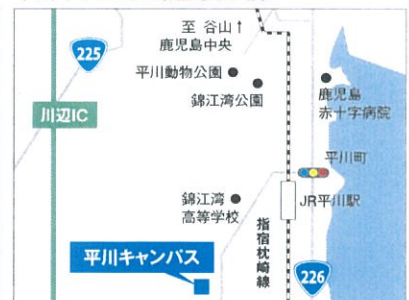 至 谷山↑
鹿児島中央
225
平川動物公園
錦江湾公園
鹿児島
赤十字病院
川辺IC
平川町
錦江湾
高等学校
JR平川駅
指宿枕崎線
平川キャンパス
226